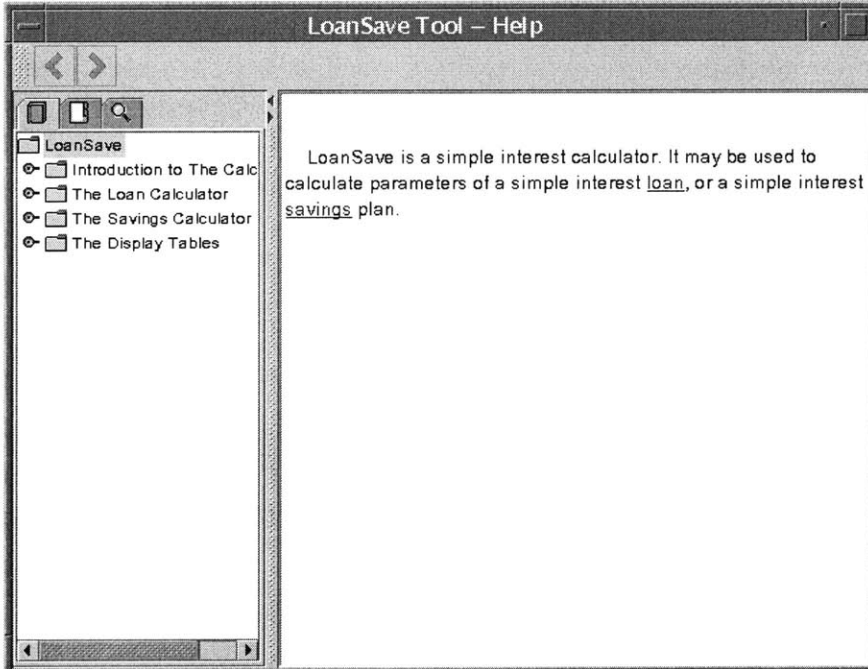 LoanSave Tool – Help
LoanSave
Introduction to The Calc
The Loan Calculator
The Savings Calculator
The Display Tables
LoanSave is a simple interest calculator. It may be used to
calculate parameters of a simple interest loan, or a simple interest
savings plan.